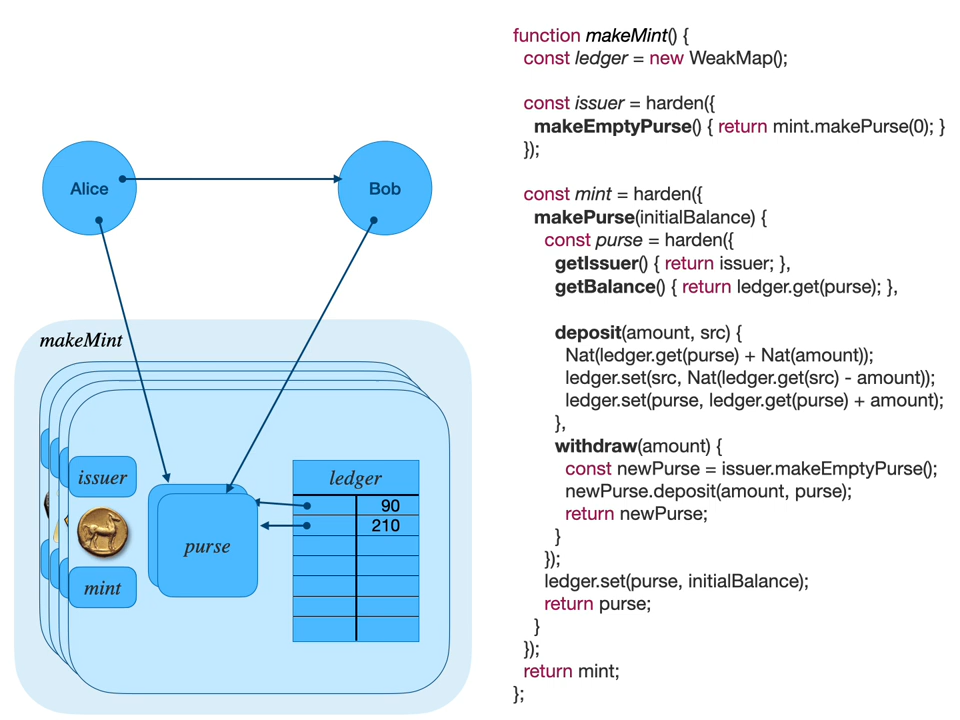 Alice
Bob
makeMint
issuer
mint
purse
ledger
90
210
function makeMint() {
const ledger = new WeakMap();
const issuer = harden({
makeEmptyPurse() { return mint.makePurse(0); }
});
const mint = harden({
makePurse(initialBalance) {
const purse = harden({
getIssuer() { return issuer; },
getBalance() { return ledger.get(purse); },
deposit(amount, src) {
Nat(ledger.get(purse) + Nat(amount));
ledger.set(src, Nat(ledger.get(src) - amount));
ledger.set(purse, ledger.get(purse) + amount);
},
withdraw(amount) {
const newPurse = issuer.makeEmptyPurse();
newPurse.deposit(amount, purse);
return newPurse;
}
});
ledger.set(purse, initialBalance);
return purse;
}
});
return mint;
};